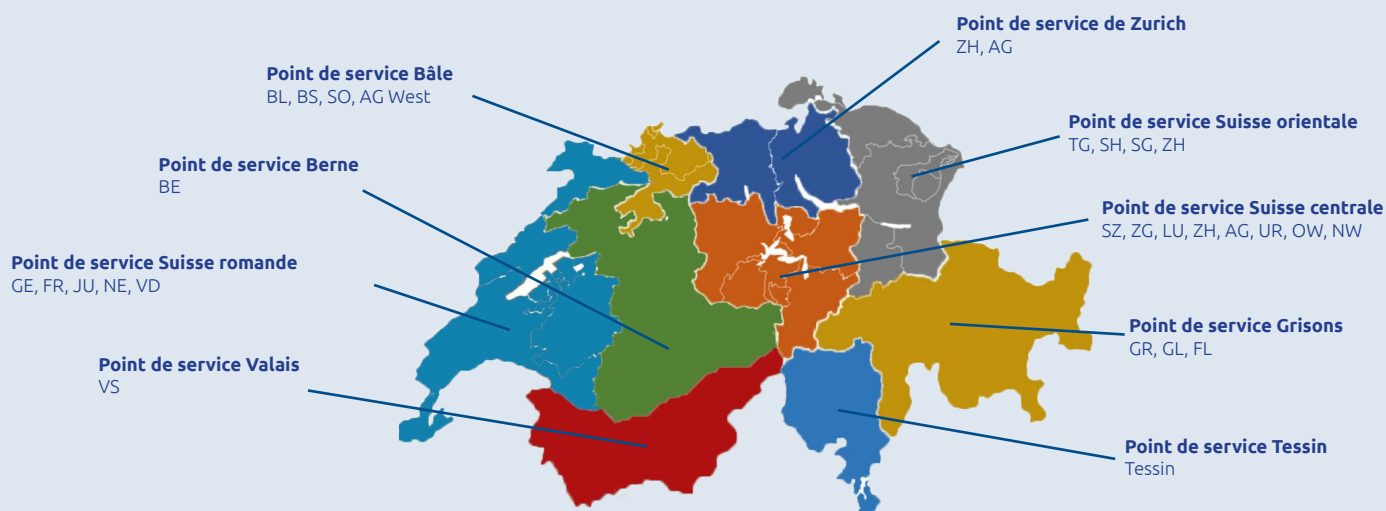 Point de service de Zurich
ZH, AG
Point de service Bâle
BL, BS, SO, AG West
Point de service Suisse orientale
TG, SH, SG, ZH
Point de service Berne
BE
Point de service Suisse centrale
SZ, ZG, LU, ZH, AG, UR, OW, NW
Point de service Suisse romande
GE, FR, JU, NE, VD
Point de service Grisons
GR, GL, FL
Point de service Valais
VS
Point de service Tessin
Tessin